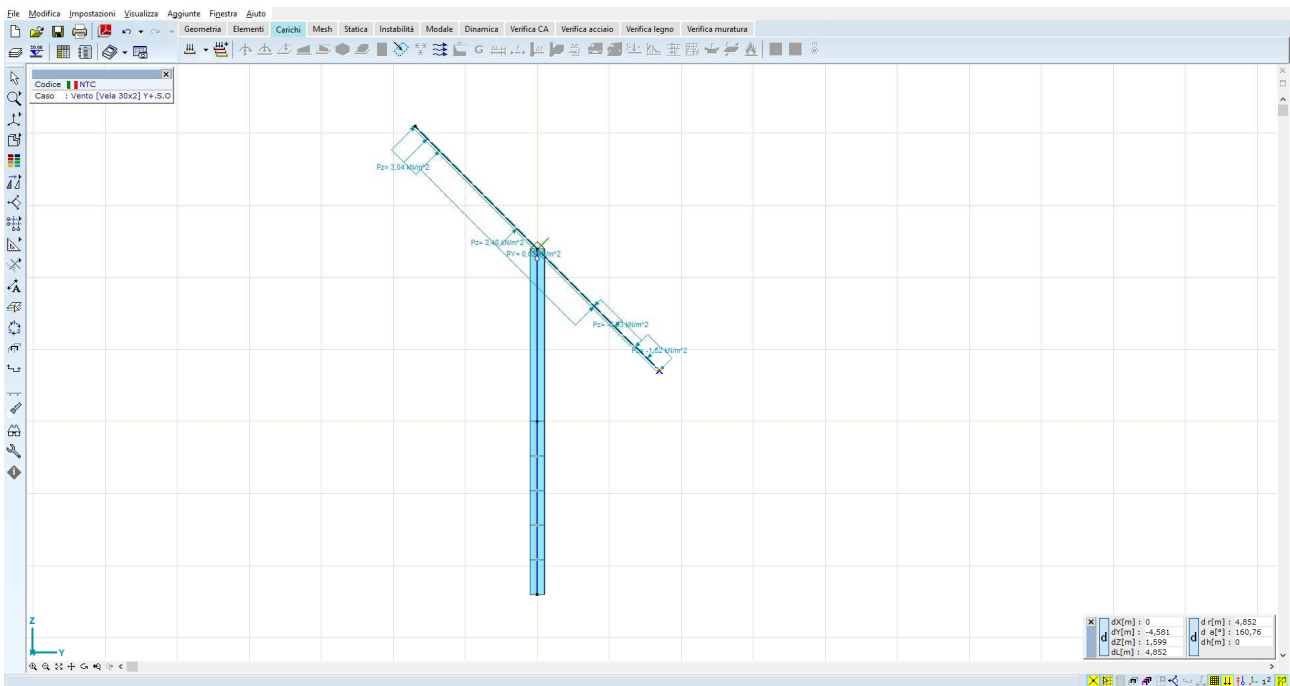 File Modifica Impostazioni Visualizza Aggiunte Finestra Aiuto
Geometria Elementi Carichi Mesh Statica Instabilità Modale Dinamica Verifica CA Verifica acciaio Verifica legno Verifica muratura
Codice NTC
Caso : Vento [Vela 30x2] Y+.S.O
Pz= 3,04 kN/m^2
Pz= 2,40 kN/m^2
kN/m^2
-1,52 kN/m^2
Z
Y
dX[m] : 0
dY[m] : -4,581
dZ[m] : 1,599
dL[m] : 4,852
d
d r[m] : 4,852
d a[°] : 160,76
dh[m] : 0
d